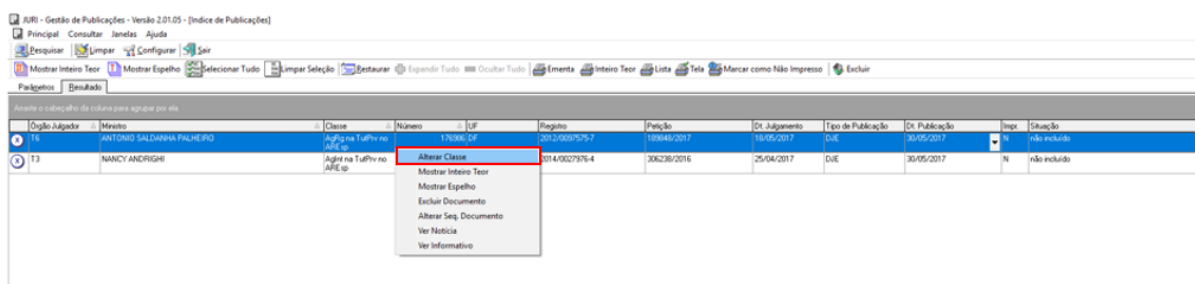 JURI - Gestão de Publicações - Versão 2.01.05 - [Indice de Publicações]
Principal Consultar Janelas Ajuda
Pesquisar Limpar Configurar Sair
Mostrar Inteiro Teor Mostrar Espelho Selecionar Tudo Limpar Seleção Restaurar Expandir Tudo Ocultar Tudo Ementa Inteiro Teor Lista Tela Marcar como Não Impresso Excluir
Parâmetros Resultado
Arraste o cabeçalho da coluna para agrupar por ela
Órgão Julgador Ministro Classe Número UF Registro Petição Dt. Julgamento Tipo de Publicação Dt. Publicação Impr. Situação
T6 ANTONIO SALDANHA PALHEIRO AgRg na TutPrv no AREsp 176986 DF 2012/0097575-7 189848/2017 18/05/2017 DJE 30/05/2017 N não incluído
T3 NANCY ANDRIGHI AgInt na TutPrv no AREsp 2014/0027976-4 306238/2016 25/04/2017 DJE 30/05/2017 N não incluído
Alterar Classe
Mostrar Inteiro Teor
Mostrar Espelho
Excluir Documento
Alterar Seq. Documento
Ver Notícia
Ver Informativo